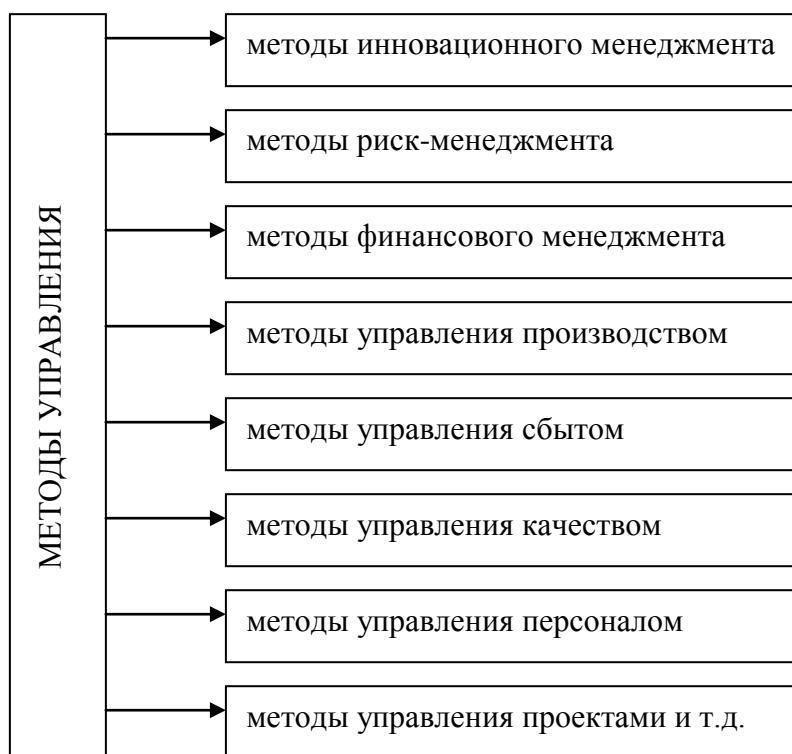 МЕТОДЫ УПРАВЛЕНИЯ
методы инновационного менеджмента
методы риск-менеджмента
методы финансового менеджмента
методы управления производством
методы управления сбытом
методы управления качеством
методы управления персоналом
методы управления проектами и т.д.